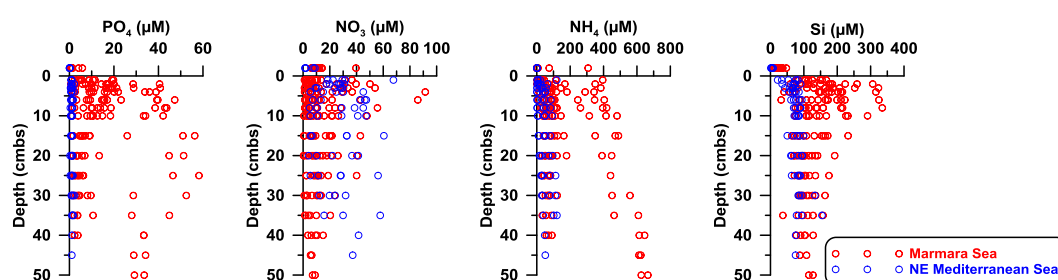 PO4 (µM) NO3 (µM) NH4 (µM) Si (µM)
0 20 40 60 0 20 40 60 80 100 0 200 400 600 800 0 100 200 300 400
0 0 0 0
10 10 10 10
Depth (cmbs) Depth (cmbs) Depth (cmbs) Depth (cmbs)
20 20 20 20
30 30 30 30
40 40 40 40
Marmara Sea
NE Mediterranean Sea
50 50 50 50